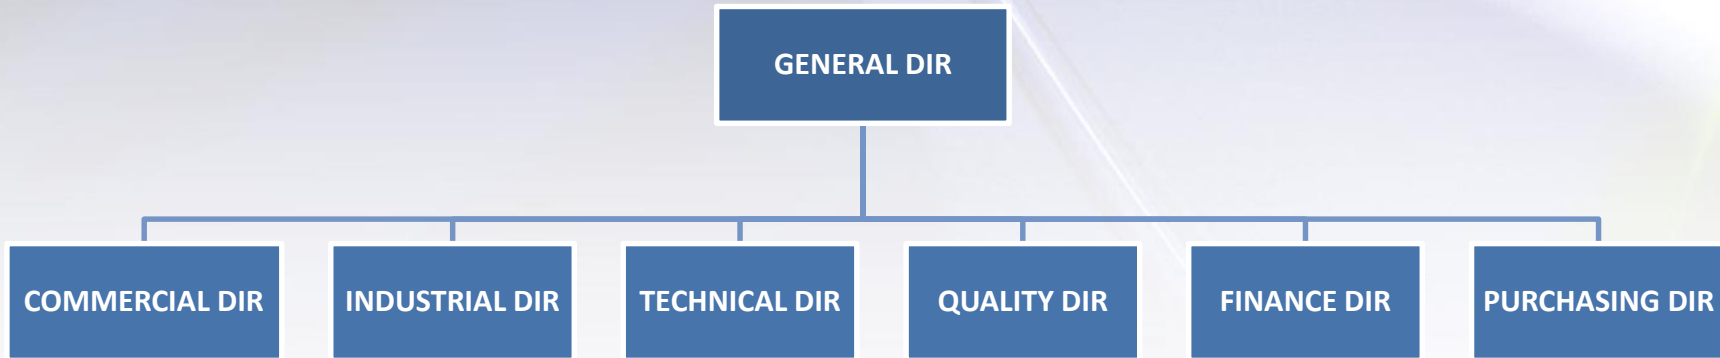 GENERAL DIR
COMMERCIAL DIR
INDUSTRIAL DIR
TECHNICAL DIR
QUALITY DIR
FINANCE DIR
PURCHASING DIR